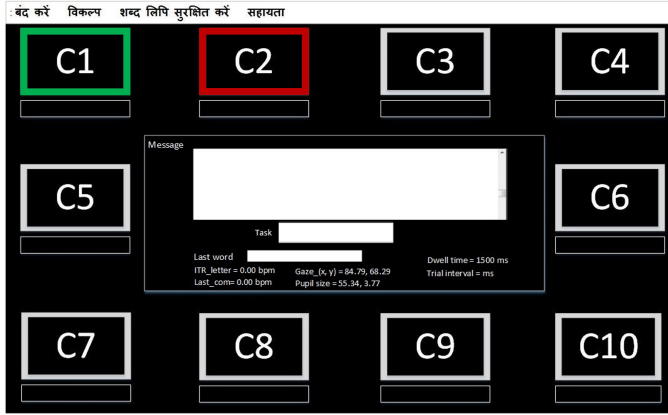 : बंद करें विकल्प शब्द लिपि सुरक्षित करें सहायता
C1 C2 C3 C4
Message
C5 C6
Task
Last word
Dwell time = 1500 ms
ITR_letter = 0.00 bpm Gaze_(x, y) = 84.79, 68.29
Trial interval = ms
Last_com= 0.00 bpm Pupil size = 55.34, 3.77
C7 C8 C9 C10